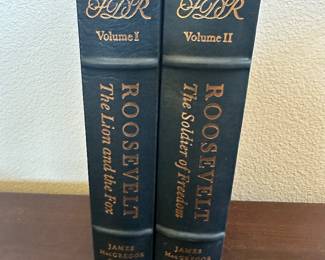 FDR
Volume I
ROOSEVELT
The Lion and the Fox
JAMES
MACGREGOR
FDR
Volume II
ROOSEVELT
The Soldier of Freedom
JAMES
MACGREGOR